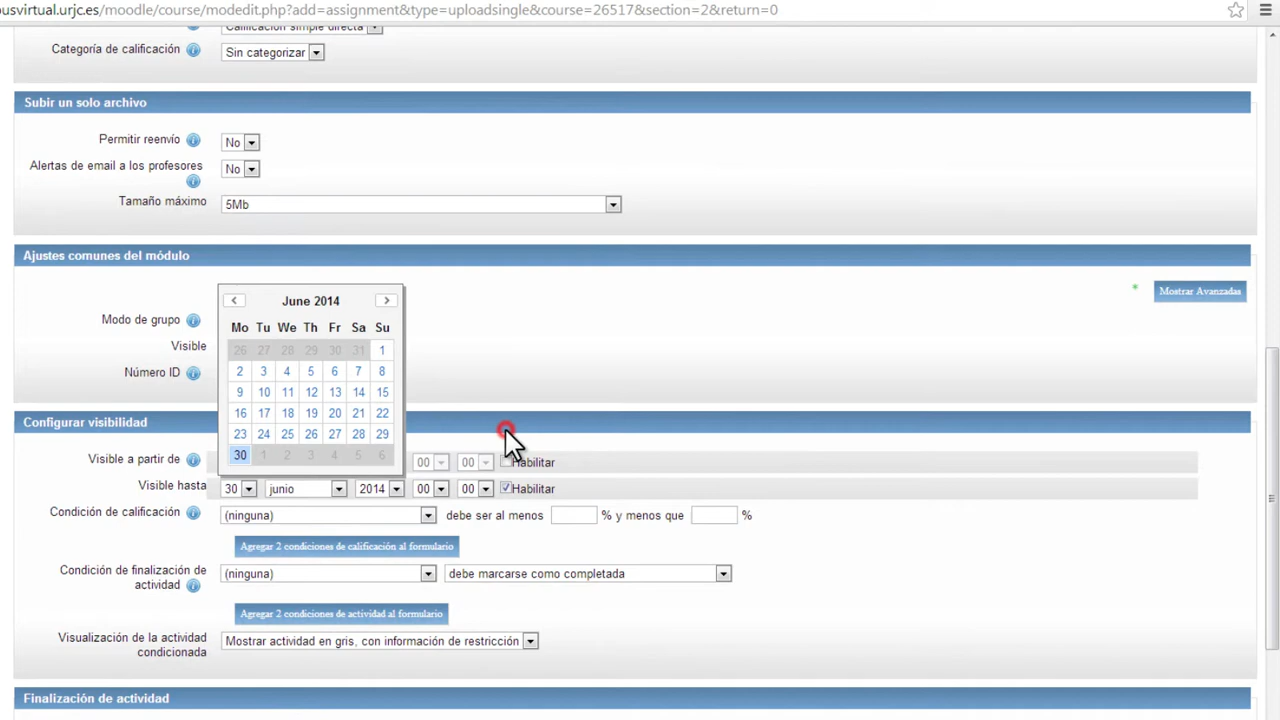 ousvirtual.urjc.es/moodle/course/modedit.php?add=assignment&type=uploadsingle&course=26517&section=2&return=0
Calificación simple directa
Categoría de calificación Sin categorizar
Subir un solo archivo
Permitir reenvío No
Alertas de email a los profesores No
Tamaño máximo 5Mb
Ajustes comunes del módulo
* Mostrar Avanzadas
June 2014
Modo de grupo
Mo Tu We Th Fr Sa Su
Visible
26 27 28 29 30 31 1
Número ID
2 3 4 5 6 7 8
9 10 11 12 13 14 15
16 17 18 19 20 21 22
Configurar visibilidad
23 24 25 26 27 28 29
30 1 2 3 4 5 6
Visible a partir de 00 00 Habilitar
Visible hasta 30 junio 2014 00 00 Habilitar
Condición de calificación (ninguna) debe ser al menos % y menos que %
Agregar 2 condiciones de calificación al formulario
Condición de finalización de
actividad
(ninguna) debe marcarse como completada
Agregar 2 condiciones de actividad al formulario
Visualización de la actividad
condicionada
Mostrar actividad en gris, con información de restricción
Finalización de actividad